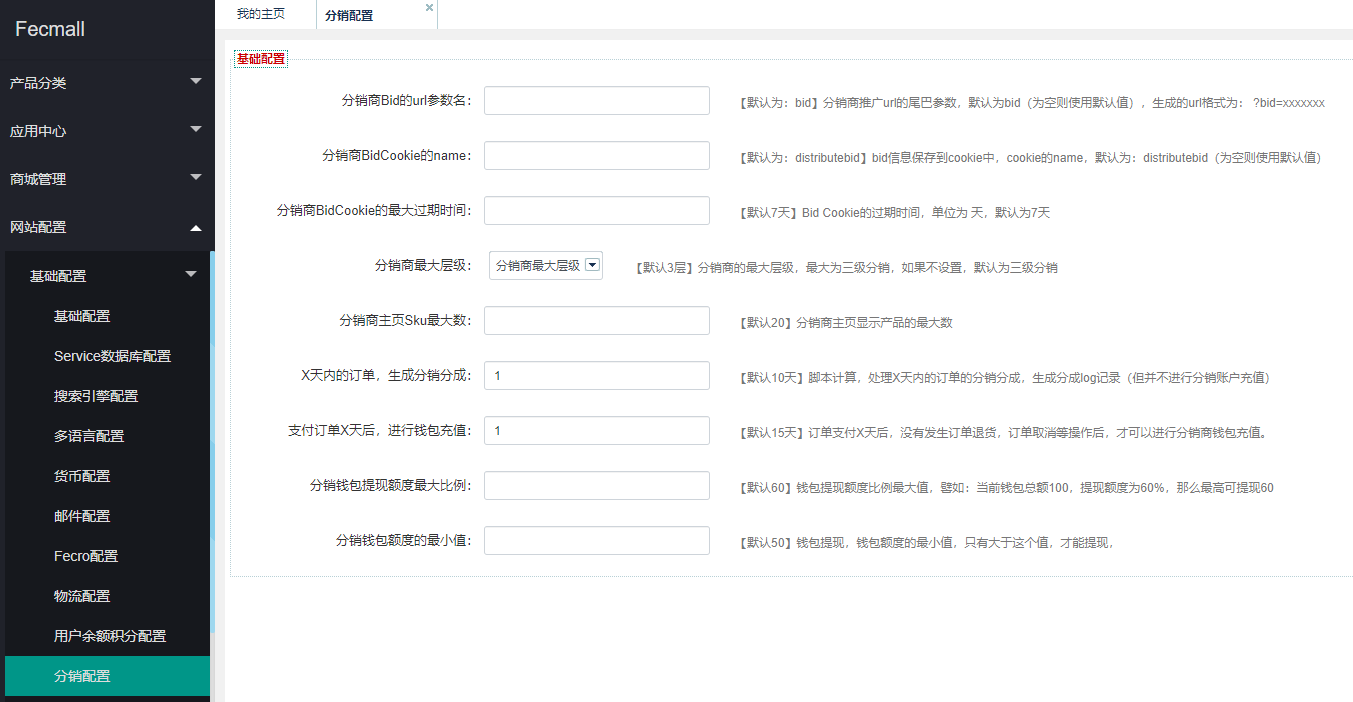 Fecmall
产品分类
应用中心
商城管理
网站配置
基础配置
基础配置
Service数据库配置
搜索引擎配置
多语言配置
货币配置
邮件配置
Fecro配置
物流配置
用户余额积分配置
分销配置
我的主页
分销配置
基础配置
分销商Bid的url参数名: 【默认为: bid】分销商推广url的尾巴参数, 默认为bid（为空则使用默认值）, 生成的url格式为: ?bid=xxxxxxx
分销商BidCookie的name: 【默认为: distributebid】bid信息保存到cookie中, cookie的name, 默认为: distributebid（为空则使用默认值）
分销商BidCookie的最大过期时间: 【默认7天】Bid Cookie的过期时间, 单位为 天, 默认为7天
分销商最大层级: 分销商最大层级 【默认3层】分销商的最大层级, 最大为三级分销, 如果不设置, 默认为三级分销
分销商主页Sku最大数: 【默认20】分销商主页显示产品的最大数
X天内的订单, 生成分销分成: 1 【默认10天】脚本计算, 处理X天内的订单的分销分成, 生成分成log记录（但并不进行分销账户充值）
支付订单X天后, 进行钱包充值: 1 【默认15天】订单支付X天后, 没有发生订单退货, 订单取消等操作后, 才可以进行分销商钱包充值。
分销钱包提现额度最大比例: 【默认60】钱包提现额度比例最大值, 譬如: 当前钱包总额100, 提现额度为60%, 那么最高可提现60
分销钱包额度的最小值: 【默认50】钱包提现, 钱包额度的最小值, 只有大于这个值, 才能提现,